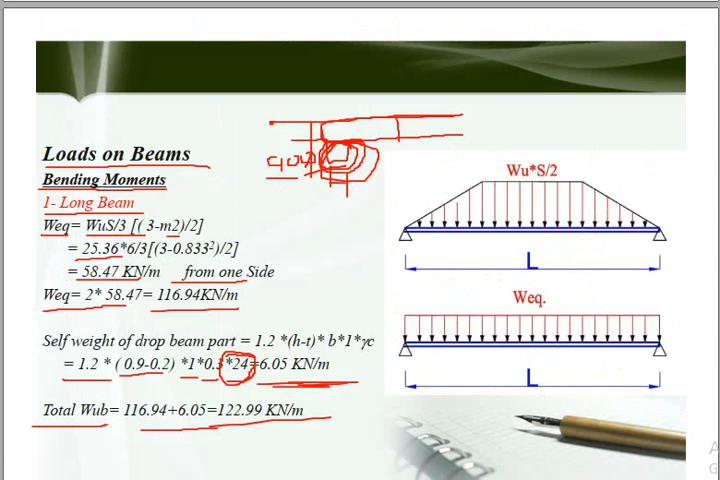 Loads on Beams
Bending Moments
1- Long Beam
Weq= WuS/3 [( 3-m2)/2]
= 25.36*6/3[(3-0.833²)/2]
= 58.47 KN/m from one Side
Weq= 2* 58.47= 116.94KN/m
Self weight of drop beam part = 1.2 *(h-t)* b*1*γc
= 1.2 * ( 0.9-0.2) *1*0.3*24=6.05 KN/m
Total Wub= 116.94+6.05=122.99 KN/m
Wu*S/2
L
Weq.
L